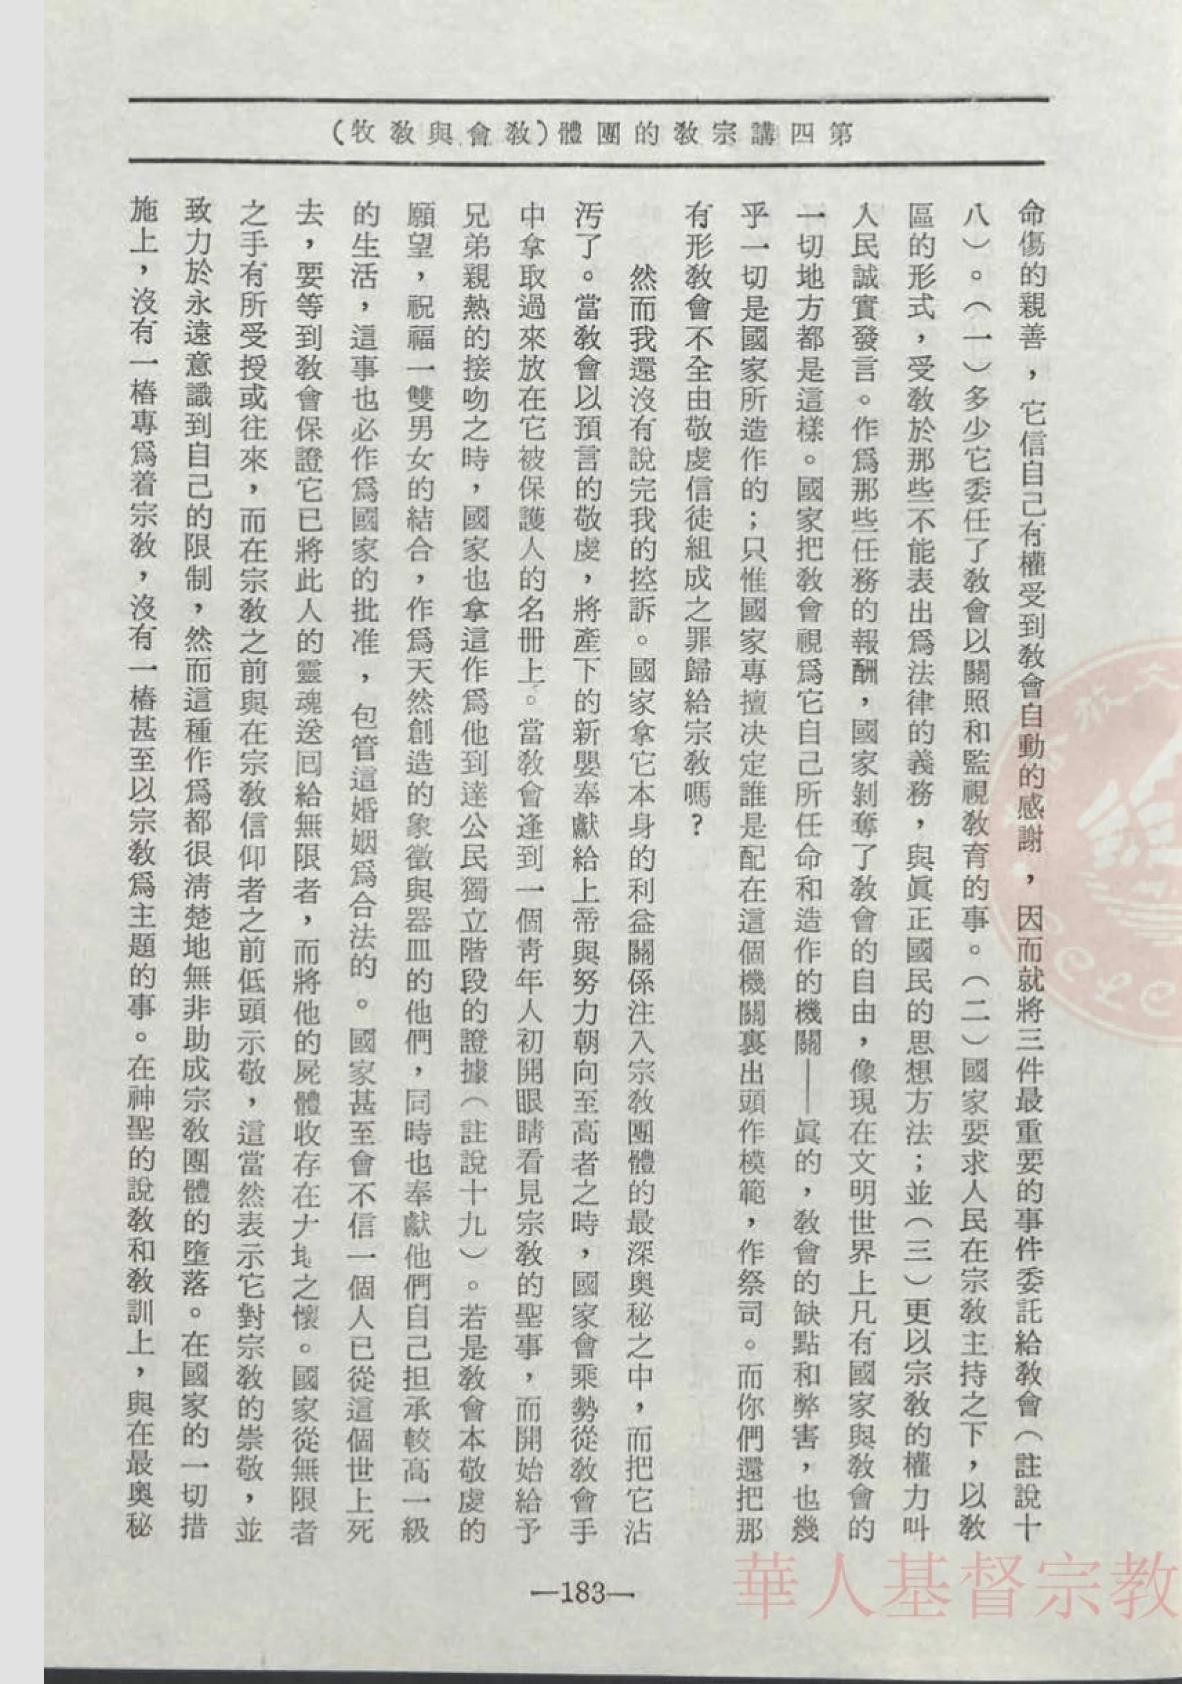 第四講宗教的團體(教會與教牧)
命傷的親善，它信自己有權受到教會自動的感謝，因而就將三件最重要的事件委託給教會（註說十
八）。（一）多少它委任了教會以關照和監視教育的事。（二）國家要求人民在宗教主持之下，以教
區的形式，受教於那些不能表出爲法律的義務，與眞正國民的思想方法；並（三）更以宗教的權力叫
人民誠實發言。作爲那些任務的報酬，國家剝奪了教會的自由，像現在文明世界上凡有國家與教會的
一切地方都是這樣。國家把教會視爲它自己所任命和造作的機關——眞的，教會的缺點和弊害，也幾
乎一切是國家所造作的；只惟國家專擅決定誰是配在這個機關裏出頭作模範，作祭司。而你們還把那
有形教會不全由敬虔信徒組成之罪歸給宗教嗎？
然而我還沒有說完我的控訴。國家拿它本身的利益關係注入宗教團體的最深奧秘之中，而把它沾
汚了。當教會以預言的敬虔，將產下的新嬰奉獻給上帝與努力朝向至高者之時，國家會乘勢從教會手
中拿取過來放在它被保護人的名冊上。當教會逢到一個靑年人初開眼睛看見宗教的聖事，而開始給予
兄弟親熱的接吻之時，國家也拿這作爲他到達公民獨立階段的證據（註說十九）。若是教會本敬虔的
願望，祝福一雙男女的結合，作爲天然創造的象徵與器皿的他們，同時也奉獻他們自己担承較高一級
的生活，這事也必作爲國家的批准，包管這婚姻爲合法的。國家甚至會不信一個人已從這個世上死
去，要等到教會保證它已將此人的靈魂送回給無限者，而將他的屍體收存在大地之懷。國家從無限者
之手有所受授或往來，而在宗教之前與在宗教信仰者之前低頭示敬，這當然表示它對宗教的崇敬，並
致力於永遠意識到自己的限制，然而這種作爲都很淸楚地無非助成宗教團體的墮落。在國家的一切措
施上，沒有一樁專爲着宗教，沒有一樁甚至以宗教爲主題的事。在神聖的說教和教訓上，與在最奧秘
—183—
華人基督宗教